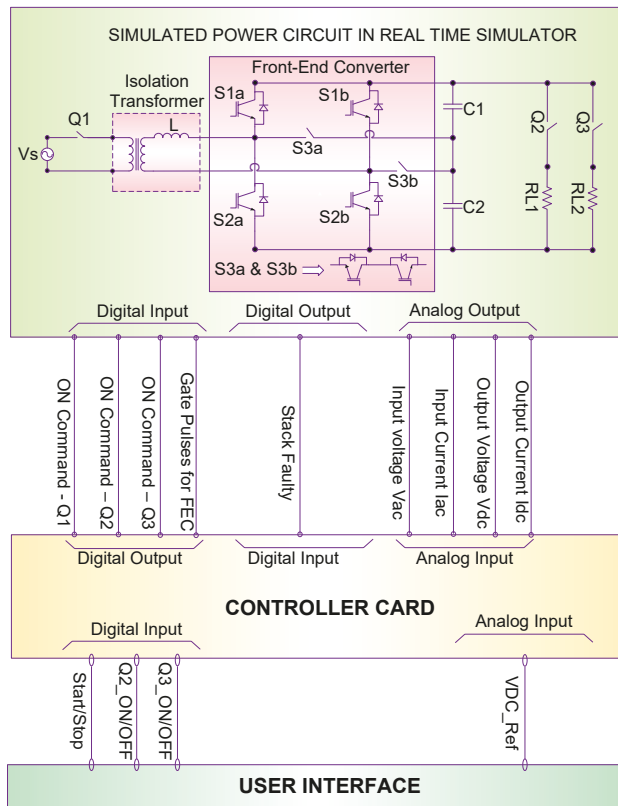 SIMULATED POWER CIRCUIT IN REAL TIME SIMULATOR
Isolation
Transformer
Front-End Converter
Q1
L
Vs
S1a
S1b
S3a
S3b
S2a
S2b
C1
C2
Q2
Q3
RL1
RL2
S3a & S3b
Digital Input
Digital Output
Analog Output
ON Command - Q1
ON Command – Q2
ON Command – Q3
Gate Pulses for FEC
Stack Faulty
Input voltage Vac
Input Current Iac
Output Voltage Vdc
Output Current Idc
Digital Output
Digital Input
Analog Input
CONTROLLER CARD
Digital Input
Analog Input
Start/Stop
Q2_ON/OFF
Q3_ON/OFF
VDC_Ref
USER INTERFACE